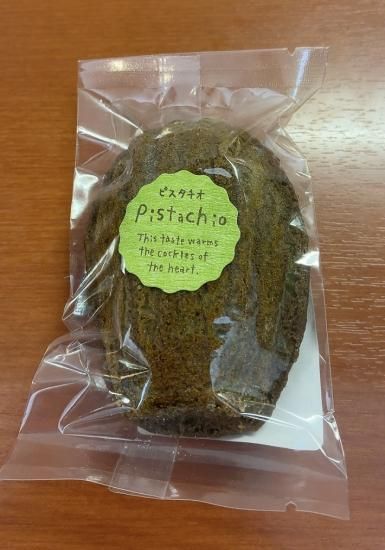 ピスタチオ
Pistachio
This taste warms
the cockles of
the heart.